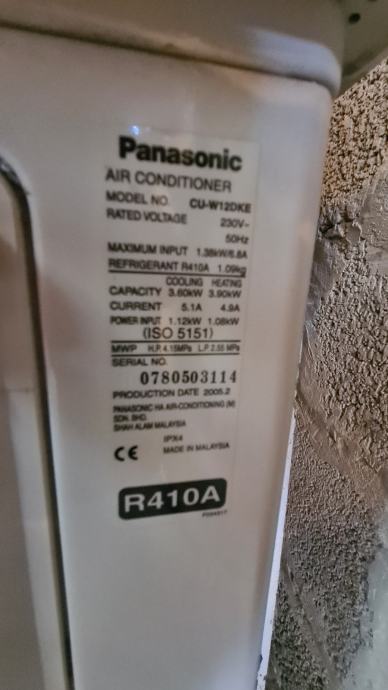 Panasonic
AIR CONDITIONER
MODEL NO. CU-W12DKE
RATED VOLTAGE 230V~
50Hz
MAXIMUM INPUT 1.38kW/6.8A
REFRIGERANT R410A 1.09kg
COOLING HEATING
CAPACITY 3.60kW 3.90kW
CURRENT 5.1A 4.9A
POWER INPUT 1.12kW 1.08kW
(ISO 5151)
MWP H.P. 4.15MPa L.P 2.55 MPa
SERIAL NO.
0780503114
PRODUCTION DATE 2005.2
PANASONIC HA AIR-CONDITIONING (M)
SDN. BHD.
SHAH ALAM MALAYSIA
IPX4
CE MADE IN MALAYSIA
R410A